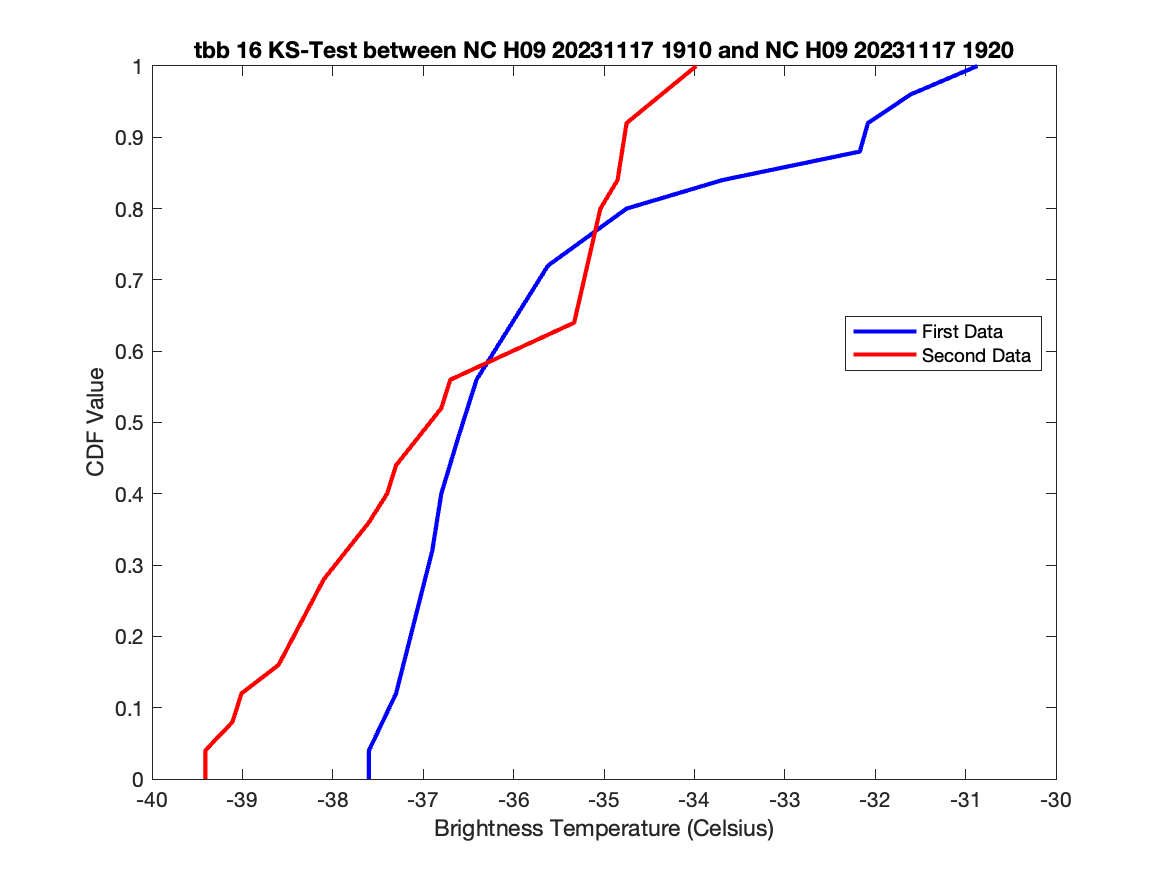 tbb 16 KS-Test between NC H09 20231117 1910 and NC H09 20231117 1920
1
0.9
0.8
0.7
0.6
0.5
0.4
0.3
0.2
0.1
0
CDF Value
First Data
Second Data
-40 -39 -38 -37 -36 -35 -34 -33 -32 -31 -30
Brightness Temperature (Celsius)